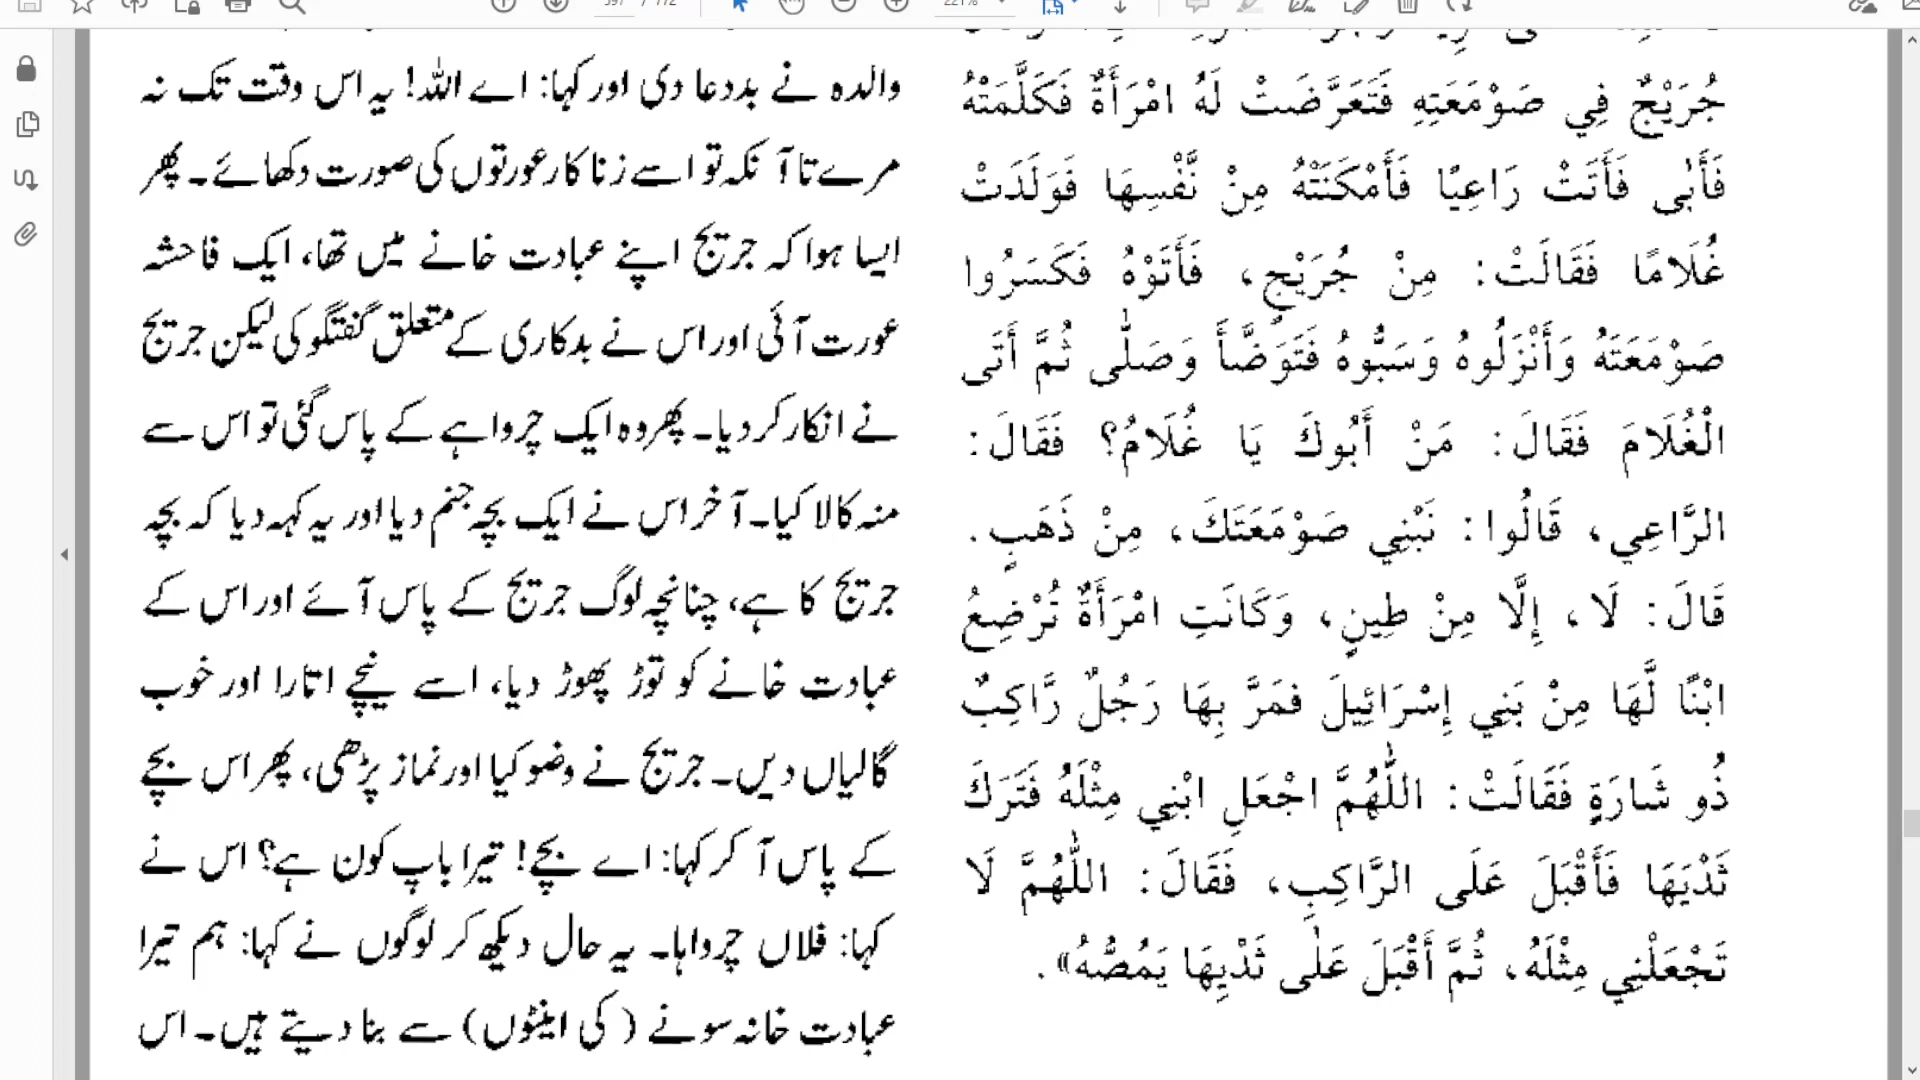 221%
جُرَيْجٌ فِي صَوْمَعَتِهِ فَتَعَرَّضَتْ لَهُ امْرَأَةٌ فَكَلَّمَتْهُ
فَأَبٰى فَأَتَتْ رَاعِيًا فَأَمْكَنَتْهُ مِنْ نَّفْسِهَا فَوَلَدَتْ
غُلَامًا فَقَالَتْ: مِنْ جُرَيْجٍ، فَأَتَوْهُ فَكَسَرُوا
صَوْمَعَتَهُ وَأَنْزَلُوهُ وَسَبُّوهُ فَتَوَضَّأَ وَصَلّٰى ثُمَّ أَتَى
الْغُلَامَ فَقَالَ: مَنْ أَبُوكَ يَا غُلَامُ؟ فَقَالَ:
الرَّاعِي، قَالُوا: نَبْنِي صَوْمَعَتَكَ، مِنْ ذَهَبٍ.
قَالَ: لَا، إِلَّا مِنْ طِينٍ، وَكَانَتِ امْرَأَةٌ تُرْضِعُ
ابْنًا لَّهَا مِنْ بَنِي إِسْرَائِيلَ فمَرَّ بِهَا رَجُلٌ رَّاكِبٌ
ذُو شَارَةٍ فَقَالَتْ: اللّٰهُمَّ اجْعَلِ ابْنِي مِثْلَهُ فَتَرَكَ
ثَدْيَهَا فَأَقْبَلَ عَلَى الرَّاكِبِ، فَقَالَ: اللّٰهُمَّ لَا
تَجْعَلْنِي مِثْلَهُ، ثُمَّ أَقْبَلَ عَلٰى ثَدْيِهَا يَمُصُّهُ».
والدہ نے بددعا دی اور کہا: اے اللہ! یہ اس وقت تک نہ
مرے تا آنکہ تو اسے زنا کار عورتوں کی صورت دکھائے۔ پھر
ایسا ہوا کہ جریج اپنے عبادت خانے میں تھا، ایک فاحشہ
عورت آئی اور اس نے بدکاری کے متعلق گفتگو کی لیکن جریج
نے انکار کر دیا۔ پھر وہ ایک چرواہے کے پاس گئی تو اس سے
منہ کالا کیا۔ آخر اس نے ایک بچہ جنم دیا اور یہ کہہ دیا کہ بچہ
جریج کا ہے، چنانچہ لوگ جریج کے پاس آئے اور اس کے
عبادت خانے کو توڑ پھوڑ دیا، اسے نیچے اتارا اور خوب
گالیاں دیں۔ جریج نے وضو کیا اور نماز پڑھی، پھر اس بچے
کے پاس آ کر کہا: اے بچے! تیرا باپ کون ہے؟ اس نے
کہا: فلاں چرواہا۔ یہ حال دیکھ کر لوگوں نے کہا: ہم تیرا
عبادت خانہ سونے (کی اینٹوں) سے بنا دیتے ہیں۔ اس